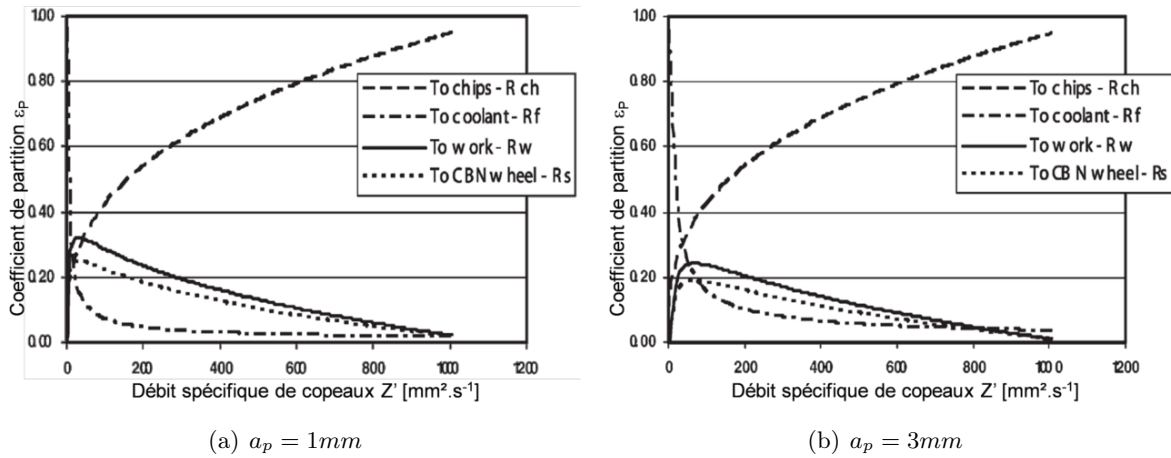 Coefficient de partition εₚ
1.00
0.80
0.60
0.40
0.20
0.00
0 200 400 600 800 1000 1200
Débit spécifique de copeaux Z’ [mm².s⁻¹]
To chips - Rch
To coolant - Rf
To work - Rw
To CBN wheel - Rs
(a) aₚ = 1mm
Coefficient de partition εₚ
1.00
0.80
0.60
0.40
0.20
0.00
0 200 400 600 800 1000 1200
Débit spécifique de copeaux Z’ [mm².s⁻¹]
To chips - Rch
To coolant - Rf
To work - Rw
To CBN wheel - Rs
(b) aₚ = 3mm